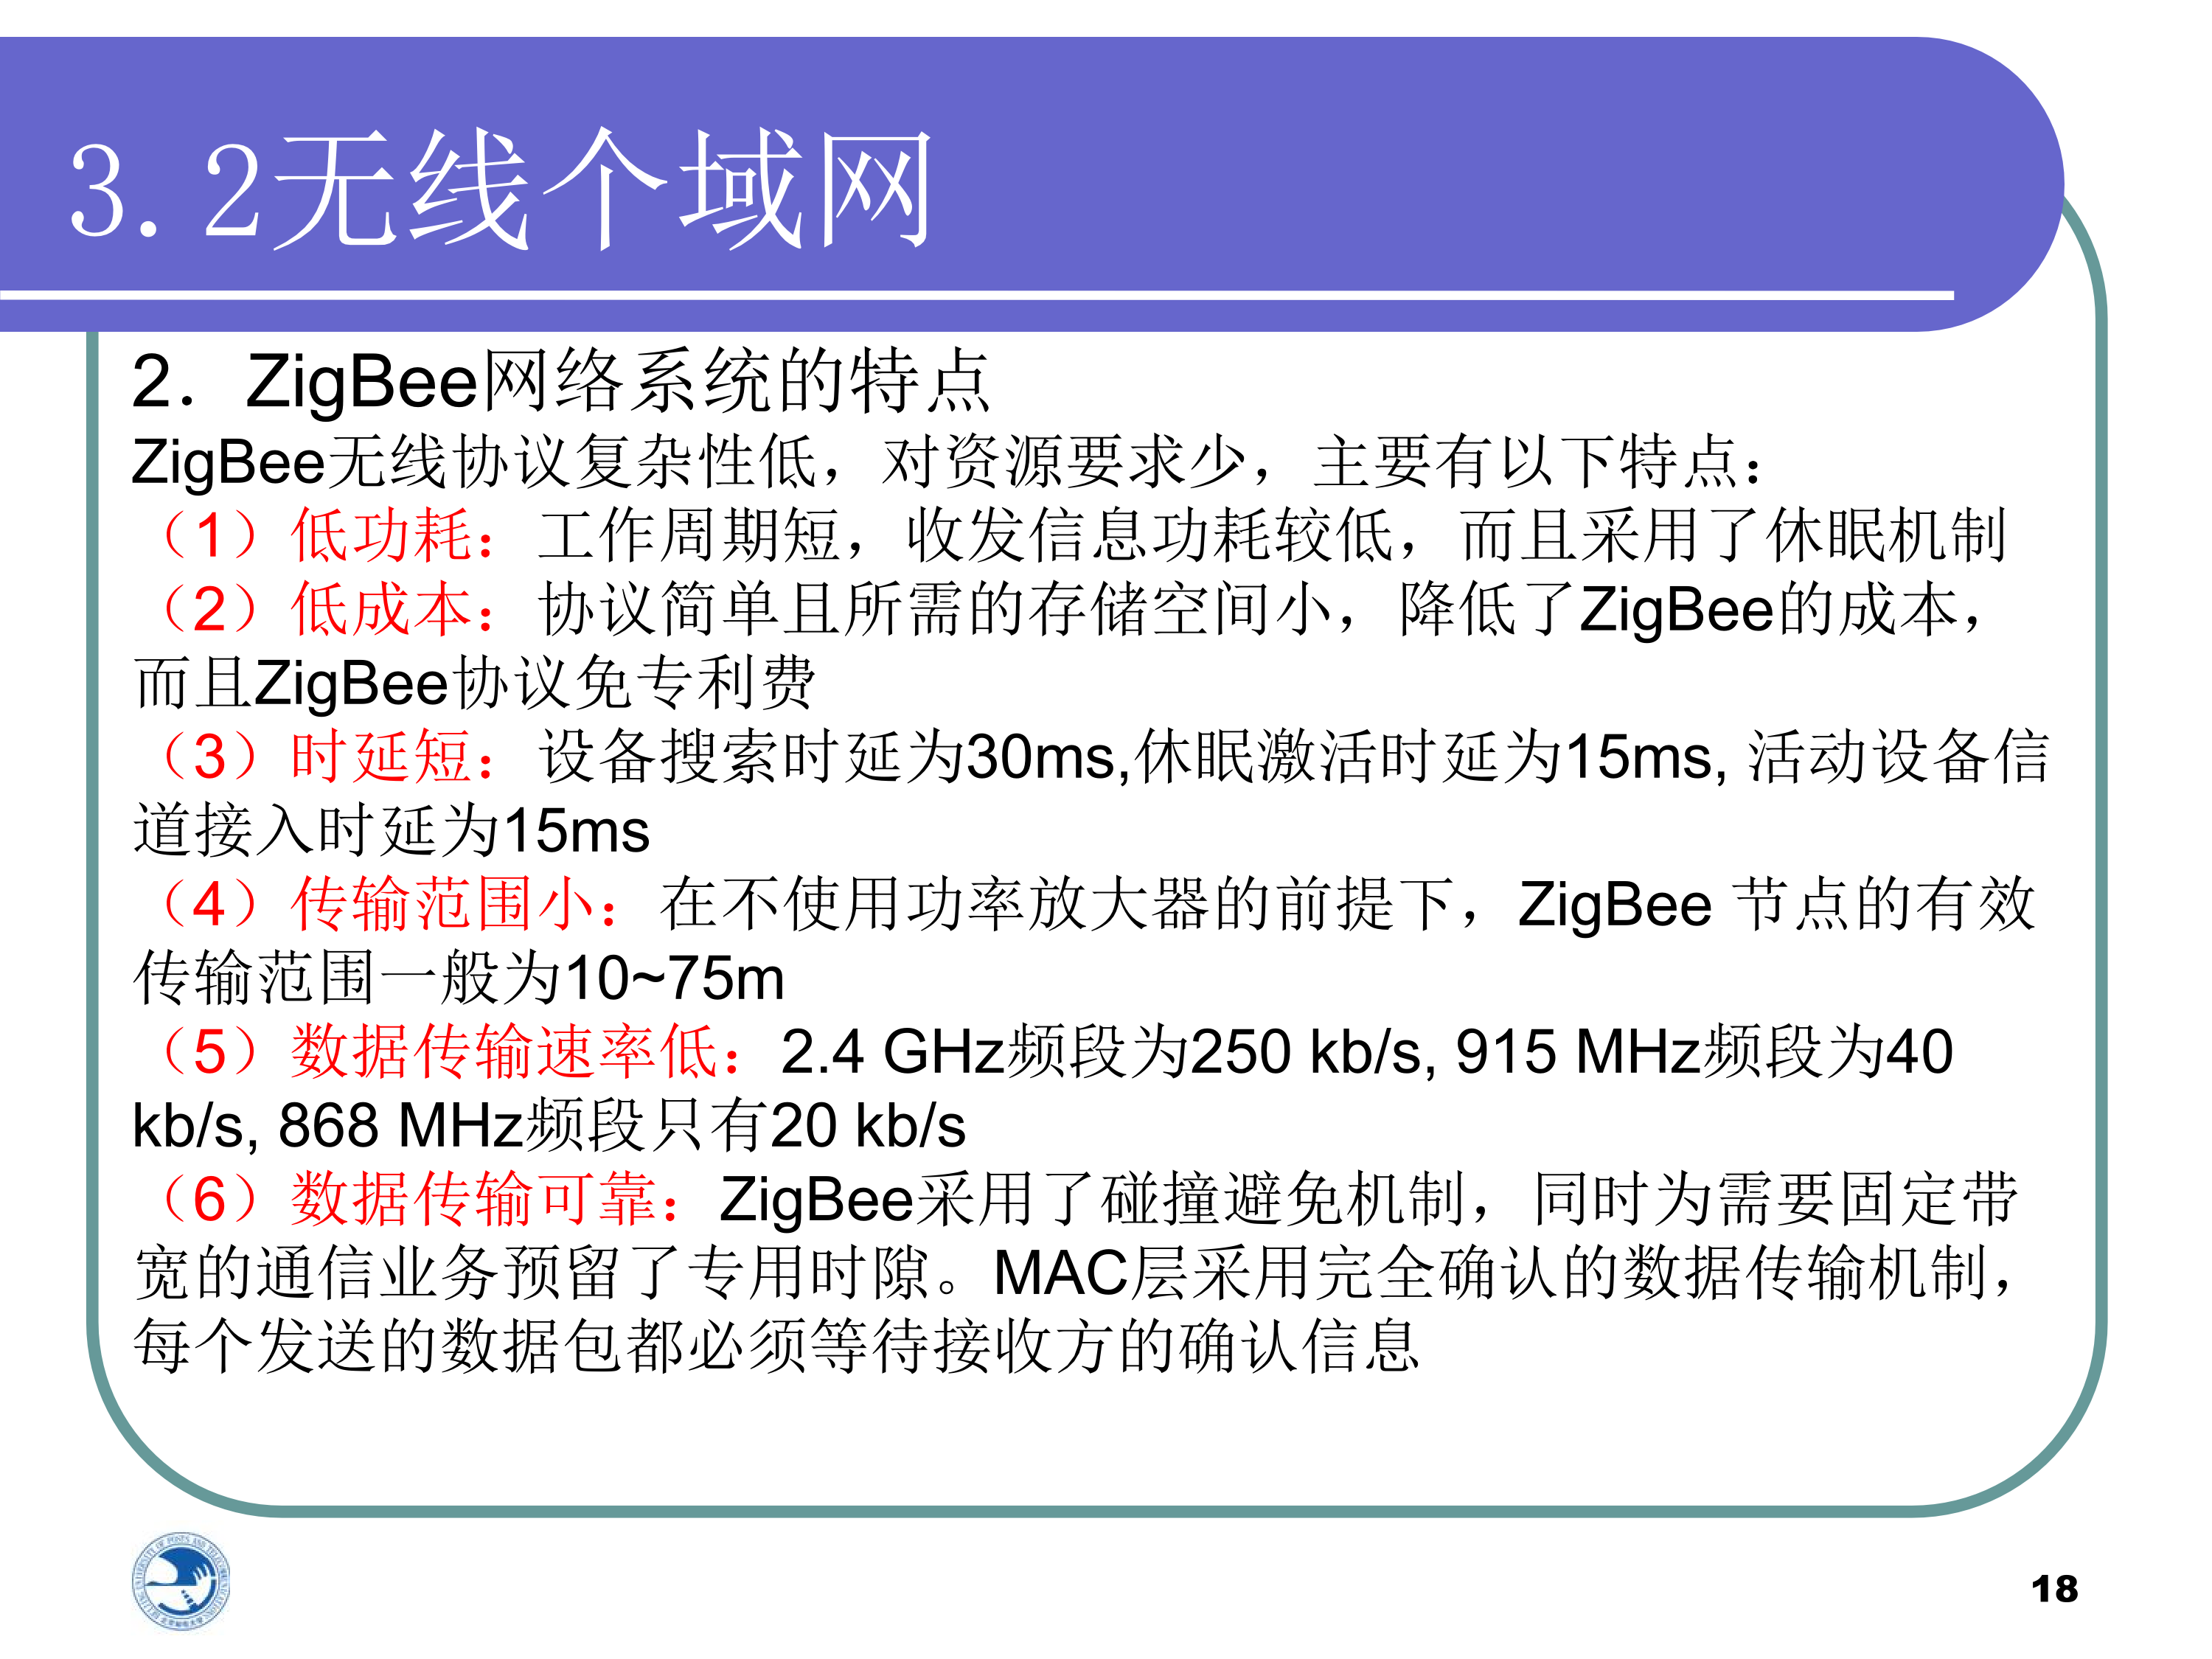 3.2无线个域网
2．ZigBee网络系统的特点
ZigBee无线协议复杂性低，对资源要求少，主要有以下特点：
（1）低功耗：工作周期短，收发信息功耗较低，而且采用了休眠机制
（2）低成本：协议简单且所需的存储空间小，降低了ZigBee的成本，
而且ZigBee协议免专利费
（3）时延短：设备搜索时延为30ms,休眠激活时延为15ms, 活动设备信
道接入时延为15ms
（4）传输范围小：在不使用功率放大器的前提下，ZigBee 节点的有效
传输范围一般为10~75m
（5）数据传输速率低：2.4 GHz频段为250 kb/s, 915 MHz频段为40
kb/s, 868 MHz频段只有20 kb/s
（6）数据传输可靠：ZigBee采用了碰撞避免机制，同时为需要固定带
宽的通信业务预留了专用时隙。MAC层采用完全确认的数据传输机制，
每个发送的数据包都必须等待接收方的确认信息
18